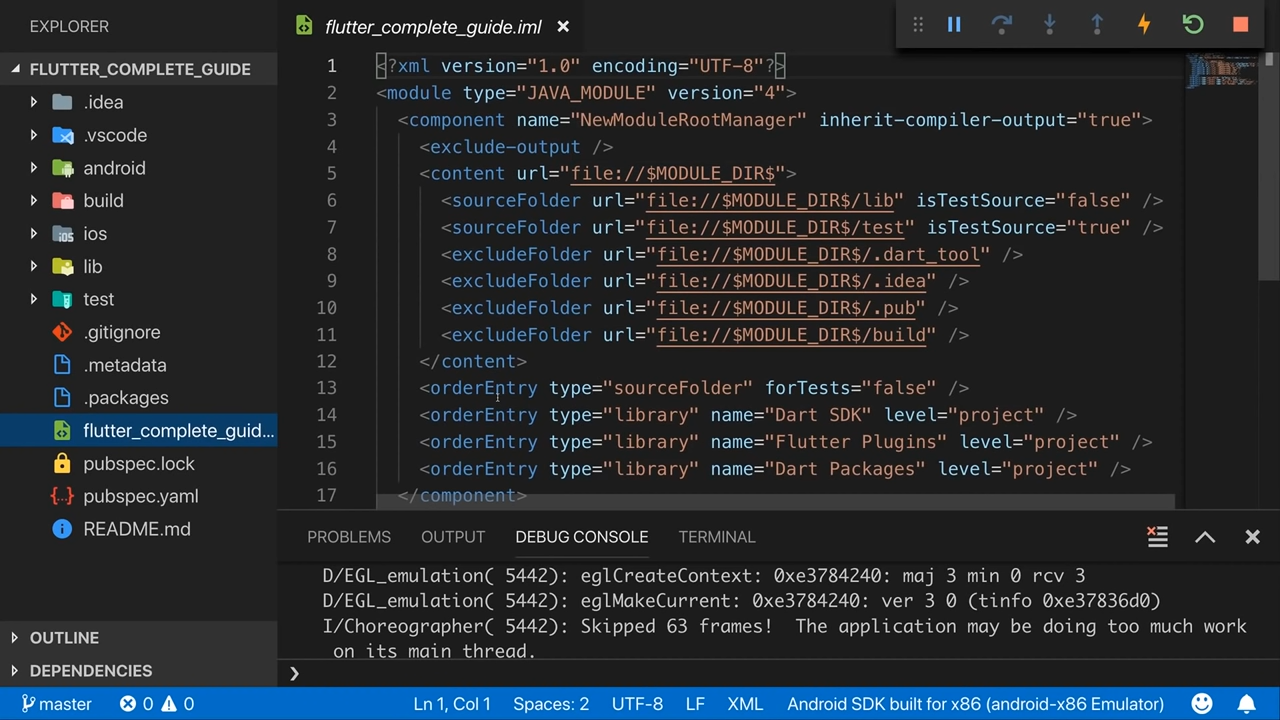 EXPLORER
FLUTTER_COMPLETE_GUIDE
.idea
.vscode
android
build
ios
lib
test
.gitignore
.metadata
.packages
flutter_complete_guid...
pubspec.lock
pubspec.yaml
README.md
OUTLINE
DEPENDENCIES
flutter_complete_guide.iml
1 <?xml version="1.0" encoding="UTF-8"?>
2 <module type="JAVA_MODULE" version="4">
3 <component name="NewModuleRootManager" inherit-compiler-output="true">
4 <exclude-output />
5 <content url="file://$MODULE_DIR$">
6 <sourceFolder url="file://$MODULE_DIR$/lib" isTestSource="false" />
7 <sourceFolder url="file://$MODULE_DIR$/test" isTestSource="true" />
8 <excludeFolder url="file://$MODULE_DIR$/.dart_tool" />
9 <excludeFolder url="file://$MODULE_DIR$/.idea" />
10 <excludeFolder url="file://$MODULE_DIR$/.pub" />
11 <excludeFolder url="file://$MODULE_DIR$/build" />
12 </content>
13 <orderEntry type="sourceFolder" forTests="false" />
14 <orderEntry type="library" name="Dart SDK" level="project" />
15 <orderEntry type="library" name="Flutter Plugins" level="project" />
16 <orderEntry type="library" name="Dart Packages" level="project" />
17 </component>
PROBLEMS OUTPUT DEBUG CONSOLE TERMINAL
D/EGL_emulation( 5442): eglCreateContext: 0xe3784240: maj 3 min 0 rcv 3
D/EGL_emulation( 5442): eglMakeCurrent: 0xe3784240: ver 3 0 (tinfo 0xe37836d0)
I/Choreographer( 5442): Skipped 63 frames!  The application may be doing too much work
on its main thread.
master 0 0 Ln 1, Col 1 Spaces: 2 UTF-8 LF XML Android SDK built for x86 (android-x86 Emulator)